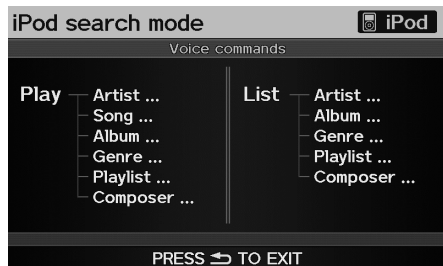 iPod search mode
iPod
Voice commands
Play
Artist ...
Song ...
Album ...
Genre ...
Playlist ...
Composer ...
List
Artist ...
Album ...
Genre ...
Playlist ...
Composer ...
PRESS TO EXIT